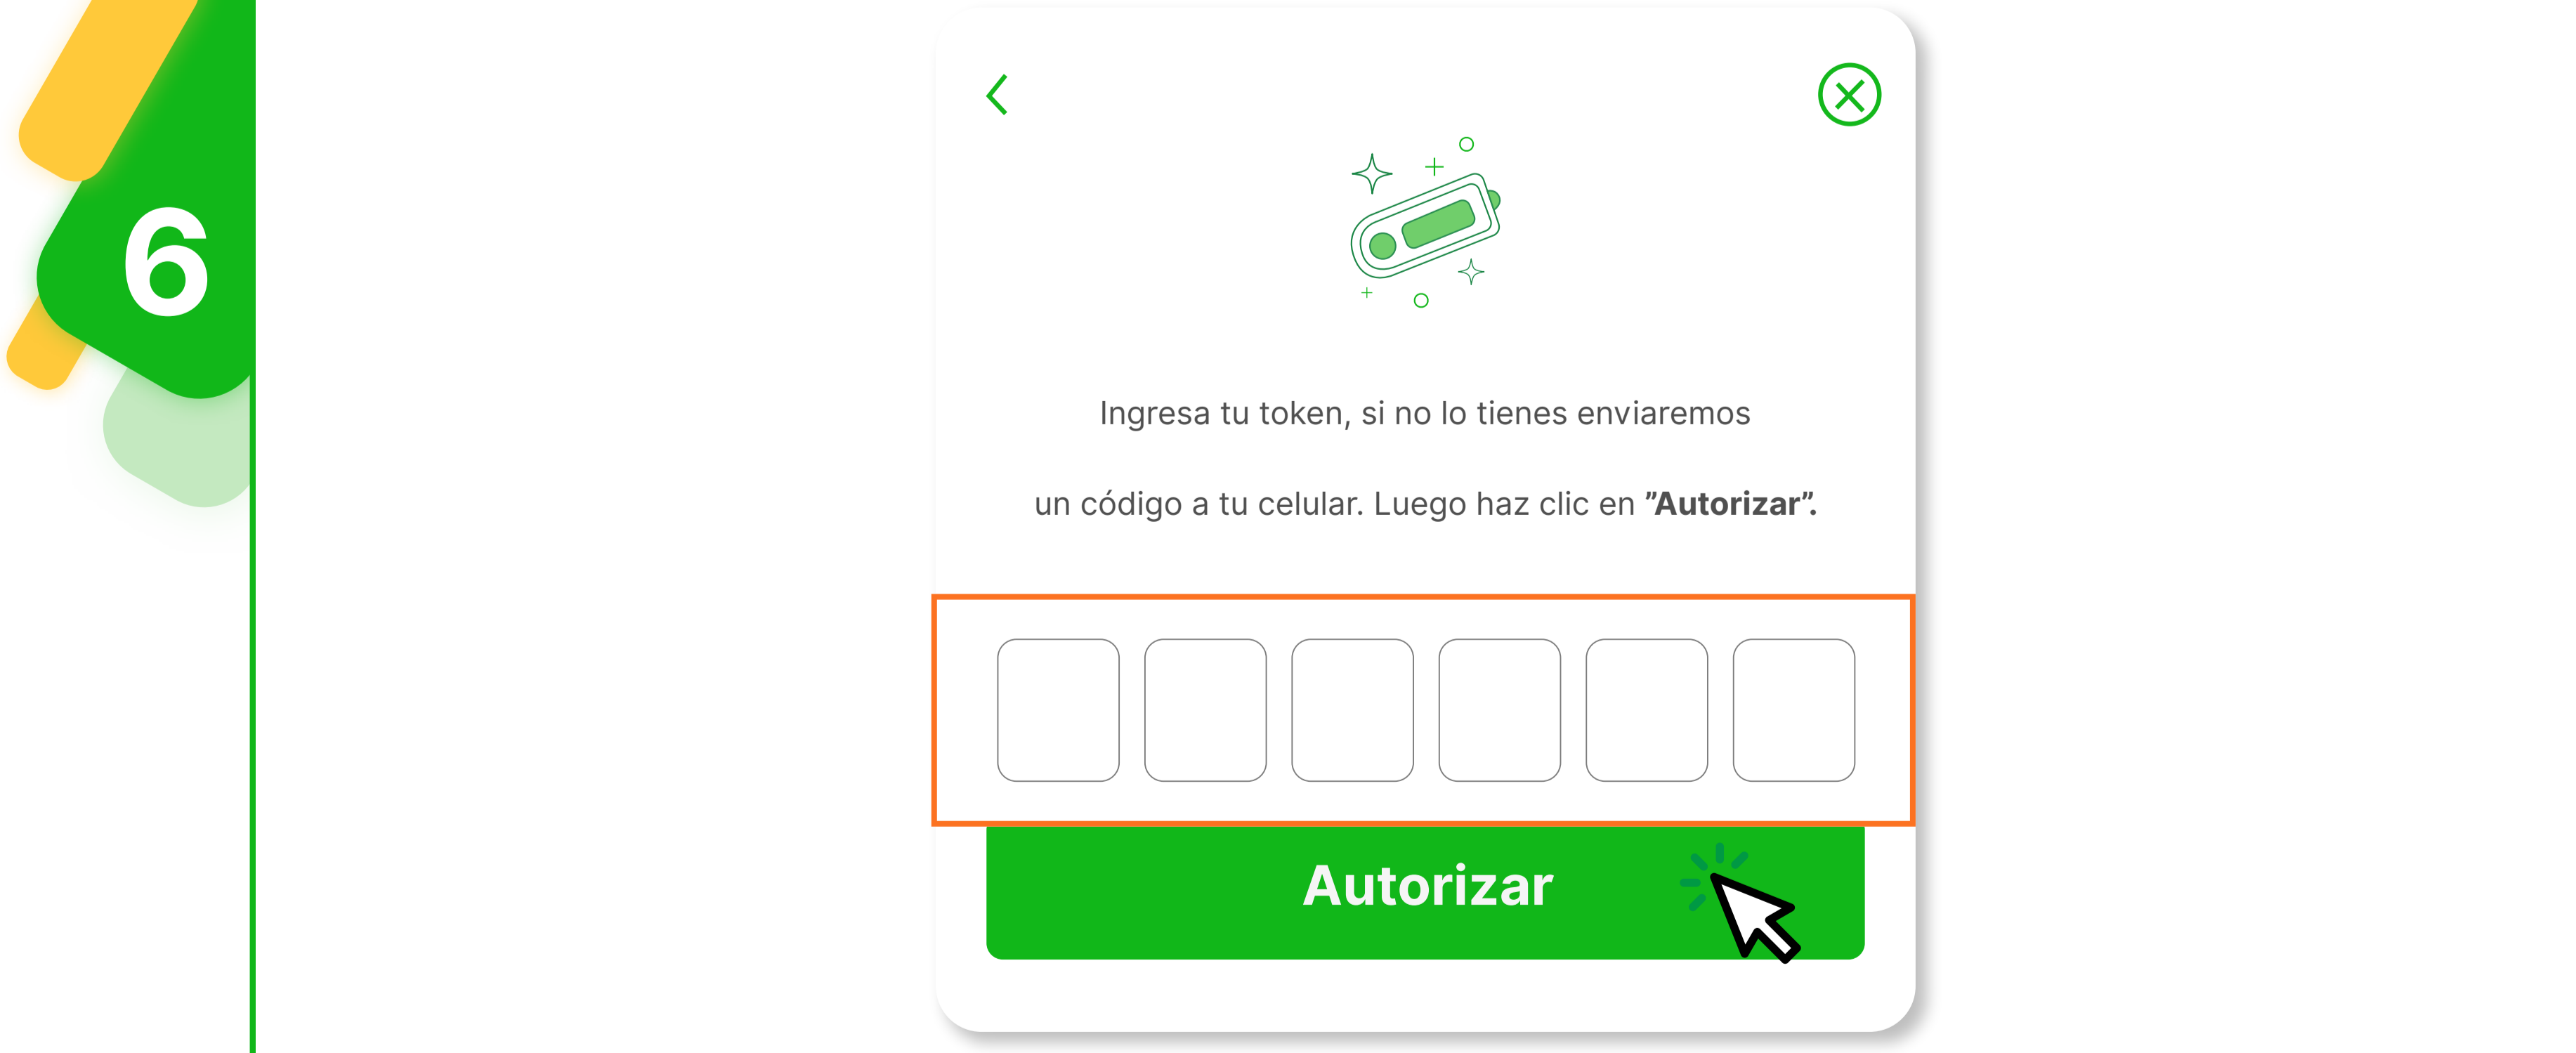 6
Ingresa tu token, si no lo tienes enviaremos
un código a tu celular. Luego haz clic en ”Autorizar”.
Autorizar